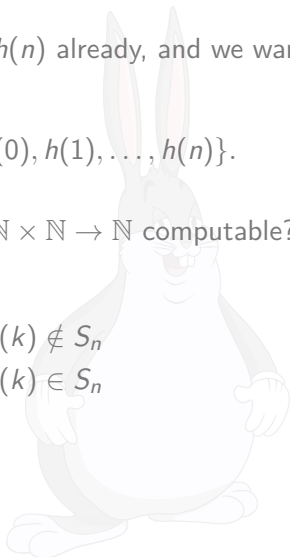 h(n) already, and we wan
(0), h(1), . . . , h(n)}.
ℕ × ℕ → ℕ computable?
(k) ∉ Sₙ
(k) ∈ Sₙ